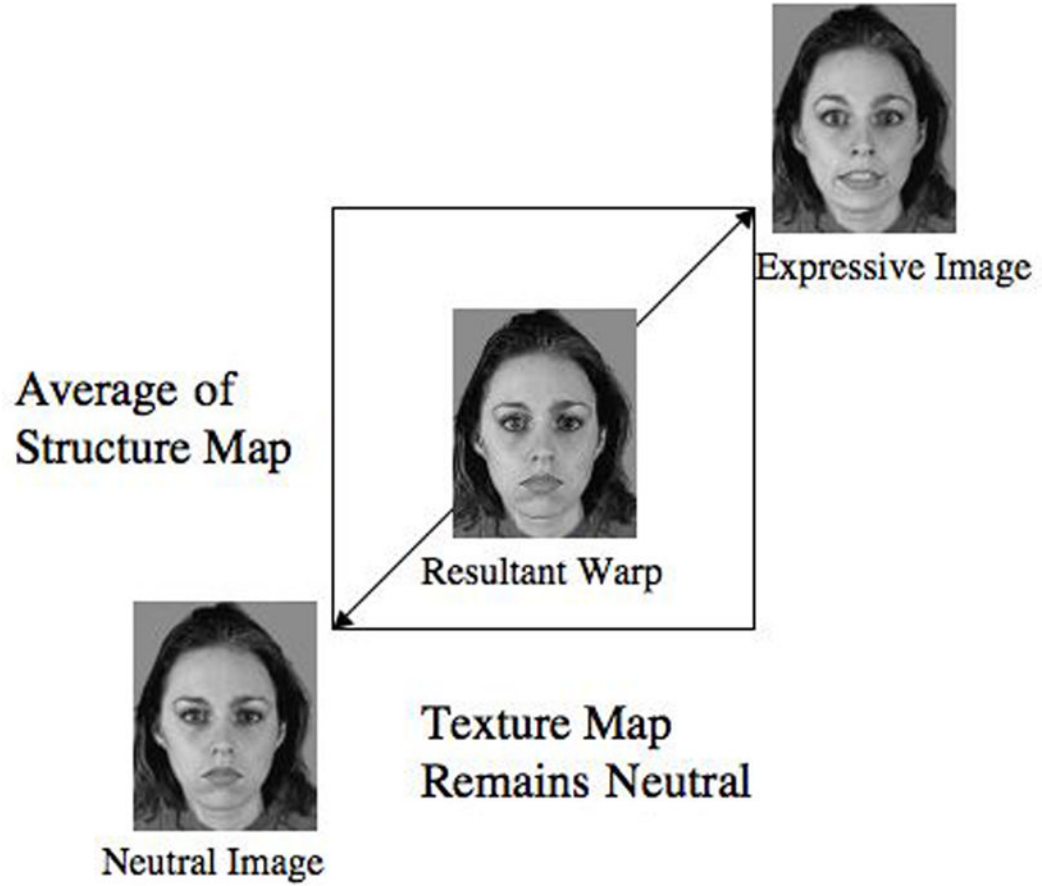 Expressive Image
Average of
Structure Map
Resultant Warp
Texture Map
Remains Neutral
Neutral Image